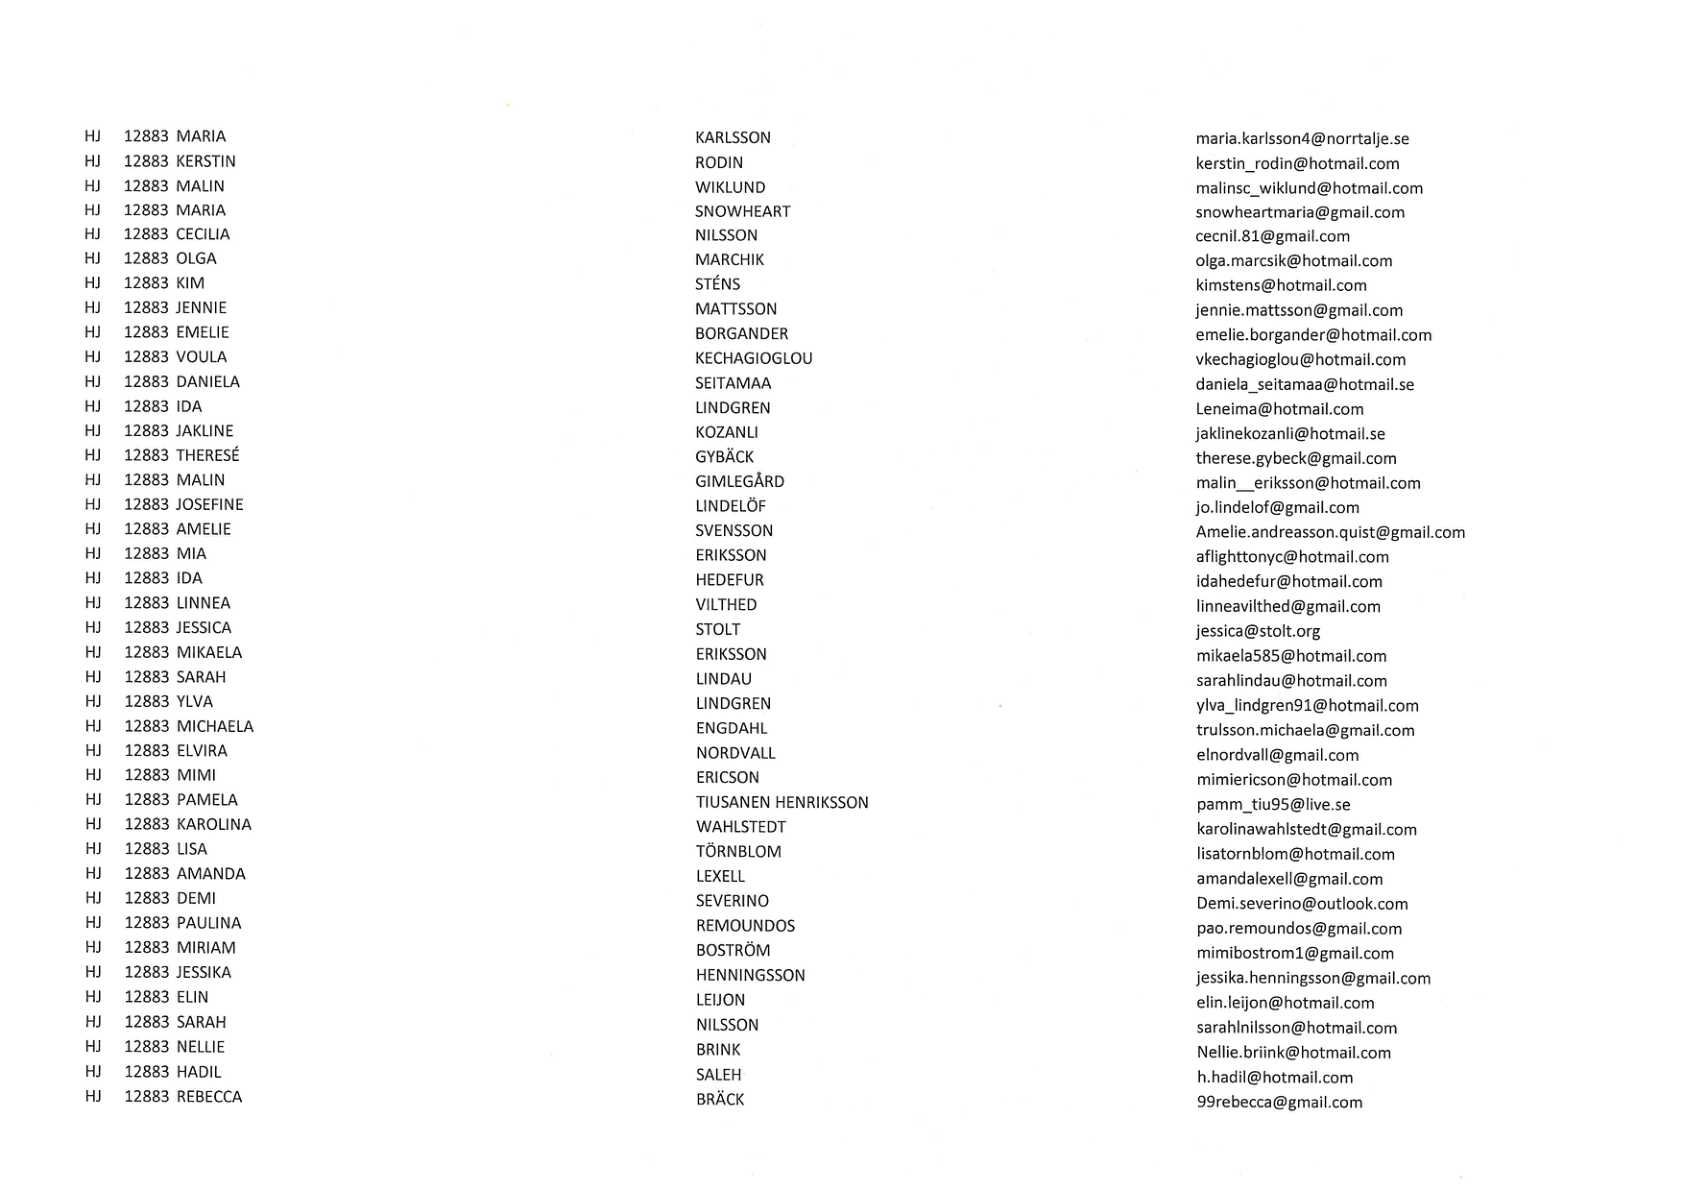 HJ 12883 MARIA KARLSSON maria.karlsson4@norrtalje.se
HJ 12883 KERSTIN RODIN kerstin_rodin@hotmail.com
HJ 12883 MALIN WIKLUND malinsc_wiklund@hotmail.com
HJ 12883 MARIA SNOWHEART snowheartmaria@gmail.com
HJ 12883 CECILIA NILSSON cecnil.81@gmail.com
HJ 12883 OLGA MARCHIK olga.marcsik@hotmail.com
HJ 12883 KIM STÉNS kimstens@hotmail.com
HJ 12883 JENNIE MATTSSON jennie.mattsson@gmail.com
HJ 12883 EMELIE BORGANDER emelie.borgander@hotmail.com
HJ 12883 VOULA KECHAGIOGLOU vkechagioglou@hotmail.com
HJ 12883 DANIELA SEITAMAA daniela_seitamaa@hotmail.se
HJ 12883 IDA LINDGREN Leneima@hotmail.com
HJ 12883 JAKLINE KOZANLI jaklinekozanli@hotmail.se
HJ 12883 THERESÉ GYBÄCK therese.gybeck@gmail.com
HJ 12883 MALIN GIMLEGÅRD malin__eriksson@hotmail.com
HJ 12883 JOSEFINE LINDELÖF jo.lindelof@gmail.com
HJ 12883 AMELIE SVENSSON Amelie.andreasson.quist@gmail.com
HJ 12883 MIA ERIKSSON aflighttonyc@hotmail.com
HJ 12883 IDA HEDEFUR idahedefur@hotmail.com
HJ 12883 LINNEA VILTHED linneavilthed@gmail.com
HJ 12883 JESSICA STOLT jessica@stolt.org
HJ 12883 MIKAELA ERIKSSON mikaela585@hotmail.com
HJ 12883 SARAH LINDAU sarahlindau@hotmail.com
HJ 12883 YLVA LINDGREN ylva_lindgren91@hotmail.com
HJ 12883 MICHAELA ENGDAHL trulsson.michaela@gmail.com
HJ 12883 ELVIRA NORDVALL elnordvall@gmail.com
HJ 12883 MIMI ERICSON mimiericson@hotmail.com
HJ 12883 PAMELA TIUSANEN HENRIKSSON pamm_tiu95@live.se
HJ 12883 KAROLINA WAHLSTEDT karolinawahlstedt@gmail.com
HJ 12883 LISA TÖRNBLOM lisatornblom@hotmail.com
HJ 12883 AMANDA LEXELL amandalexell@gmail.com
HJ 12883 DEMI SEVERINO Demi.severino@outlook.com
HJ 12883 PAULINA REMOUNDOS pao.remoundos@gmail.com
HJ 12883 MIRIAM BOSTRÖM mimibostrom1@gmail.com
HJ 12883 JESSIKA HENNINGSSON jessika.henningsson@gmail.com
HJ 12883 ELIN LEIJON elin.leijon@hotmail.com
HJ 12883 SARAH NILSSON sarahlnilsson@hotmail.com
HJ 12883 NELLIE BRINK Nellie.briink@hotmail.com
HJ 12883 HADIL SALEH h.hadil@hotmail.com
HJ 12883 REBECCA BRÄCK 99rebecca@gmail.com